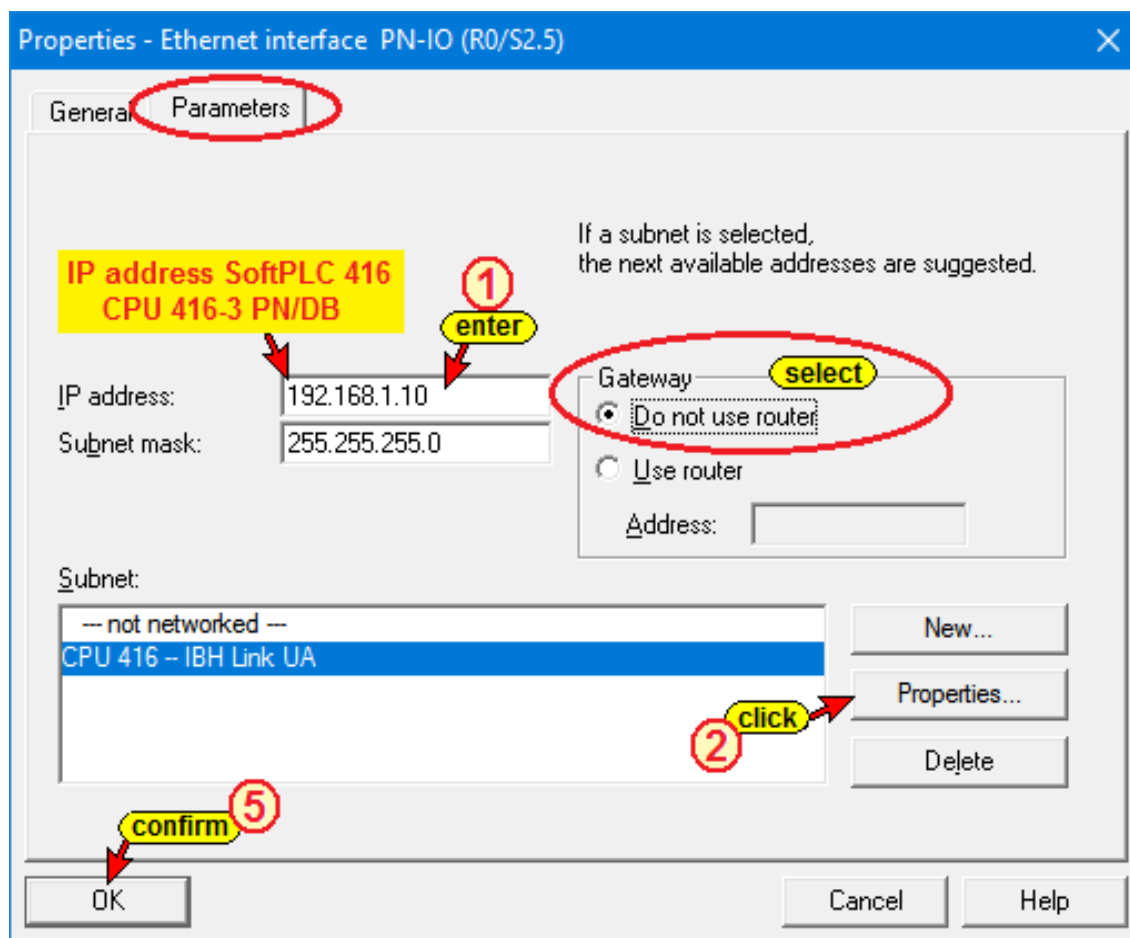 Properties - Ethernet interface PN-IO (R0/S2.5)
General
Parameters
If a subnet is selected,
the next available addresses are suggested.
IP address SoftPLC 416
CPU 416-3 PN/DB
1
enter
IP address:
192.168.1.10
Subnet mask:
255.255.255.0
Gateway
select
Do not use router
Use router
Address:
Subnet:
--- not networked ---
CPU 416 -- IBH Link UA
New...
Properties...
click
2
Delete
5
confirm
OK
Cancel
Help